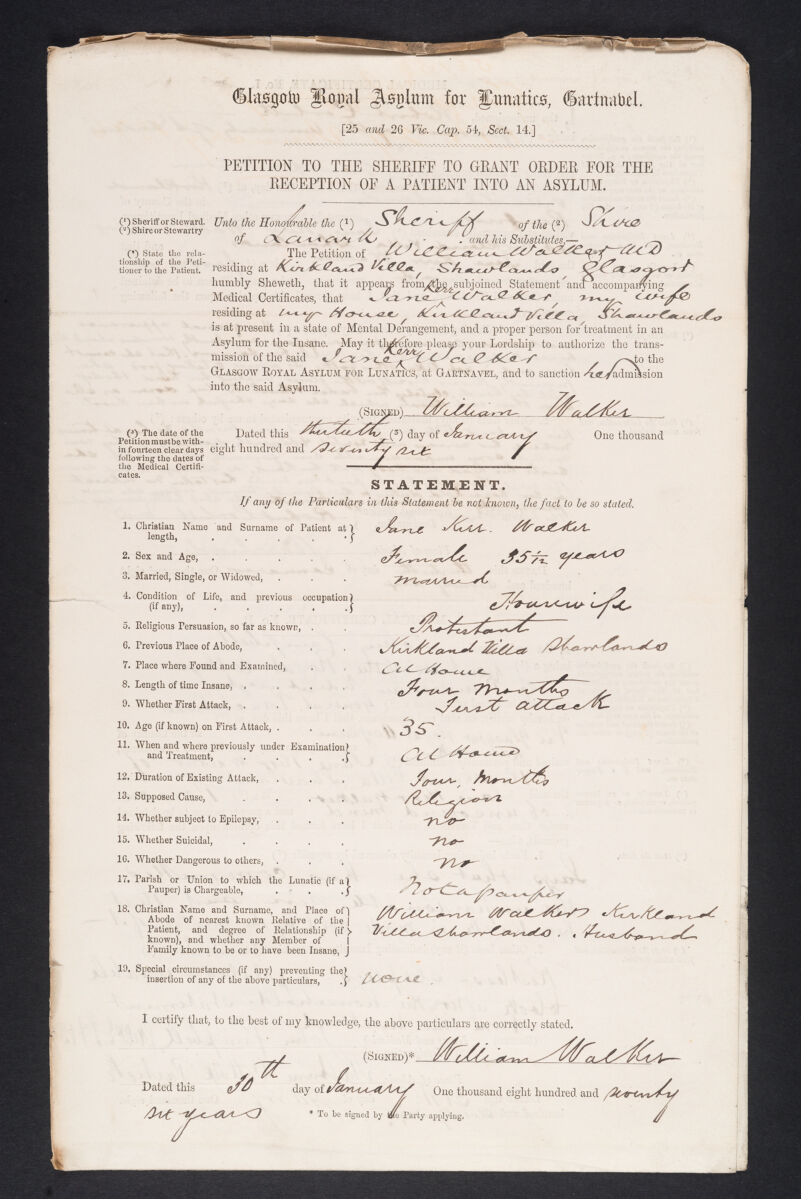 Glasgow Royal Asylum for Lunatics, Gartnavel.
[25 and 26 Vic. Cap. 54, Sect. 14.]
PETITION TO THE SHERIFF TO GRANT ORDER FOR THE
RECEPTION OF A PATIENT INTO AN ASYLUM.
(¹) Sheriff or Steward.
(²) Shire or Stewartry
Unto the Honourable the (¹) Sheriff of the (²) Shire
of Lanark and his Substitutes,—
(*) State the rela-
tionship of the Peti-
tioner to the Patient.
The Petition of William Walker MD
residing at Kirkland Villa, Shawlands, Glasgow
humbly Sheweth, that it appears from the subjoined Statement and accompanying
Medical Certificates, that Jane Kerr Walker, my wife
residing at my House, Kirkland Villa, Shawlands
is at present in a state of Mental Derangement, and a proper person for treatment in an
Asylum for the Insane. May it therefore please your Lordship to authorize the trans-
mission of the said Jane Kerr Walker to the
GLASGOW ROYAL ASYLUM FOR LUNATICS, at GARTNAVEL, and to sanction her admission
into the said Asylum.
(SIGNED) William Walker
(³) The date of the
Petition must be with-
in fourteen clear days
following the dates of
the Medical Certifi-
cates.
Dated this thirtieth (³) day of January One thousand
eight hundred and seventy six
STATEMENT.
If any of the Particulars in this Statement be not known, the fact to be so stated.
1. Christian Name and Surname of Patient at
length, Jane Kerr Walker
2. Sex and Age, Female 35 1/12 years
3. Married, Single, or Widowed, married
4. Condition of Life, and previous occupation
(if any), Housewife
5. Religious Persuasion, so far as known, Protestant
6. Previous Place of Abode, Kirkland Villa Shawlands
7. Place where Found and Examined, At Home
8. Length of time Insane, Four Months
9. Whether First Attack, First attack
10. Age (if known) on First Attack, 35.
11. When and where previously under Examination
and Treatment, At Home
12. Duration of Existing Attack, Four Months
13. Supposed Cause, Religion
14. Whether subject to Epilepsy, no
15. Whether Suicidal, no
16. Whether Dangerous to others, no
17. Parish or Union to which the Lunatic (if a
Pauper) is Chargeable, Not a pauper
18. Christian Name and Surname, and Place of
Abode of nearest known Relative of the
Patient, and degree of Relationship (if
known), and whether any Member of
Family known to be or to have been Insane,
William Walker Kirkland
Villa Shawlands. Husband
19. Special circumstances (if any) preventing the
insertion of any of the above particulars, none.
I certify that, to the best of my knowledge, the above particulars are correctly stated.
(SIGNED)* William Walker
Dated this 30th day of January One thousand eight hundred and seventy
six years
* To be signed by the Party applying.